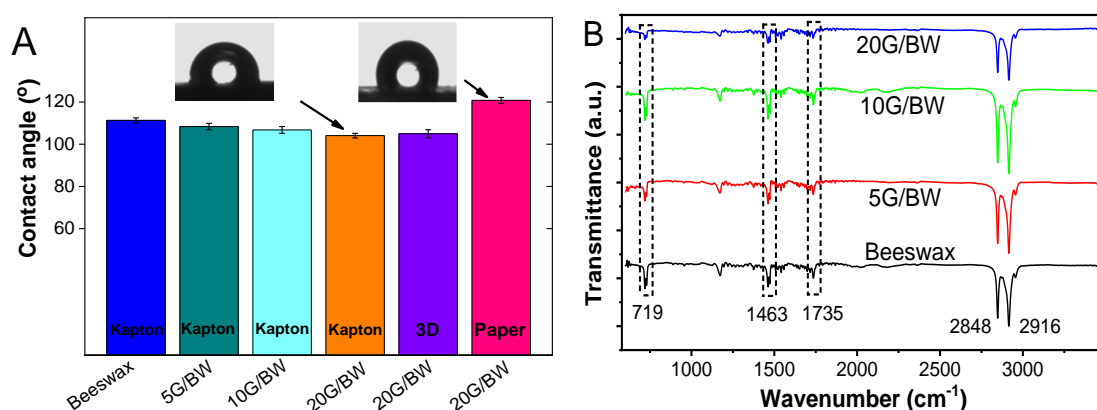 A
Contact angle (º)
120
100
80
60
Kapton
Kapton
Kapton
Kapton
3D
Paper
Beeswax
5G/BW
10G/BW
20G/BW
20G/BW
20G/BW
B
Transmittance (a.u.)
20G/BW
10G/BW
5G/BW
Beeswax
719
1463
1735
2848
2916
1000
1500
2000
2500
3000
Wavenumber (cm⁻¹)